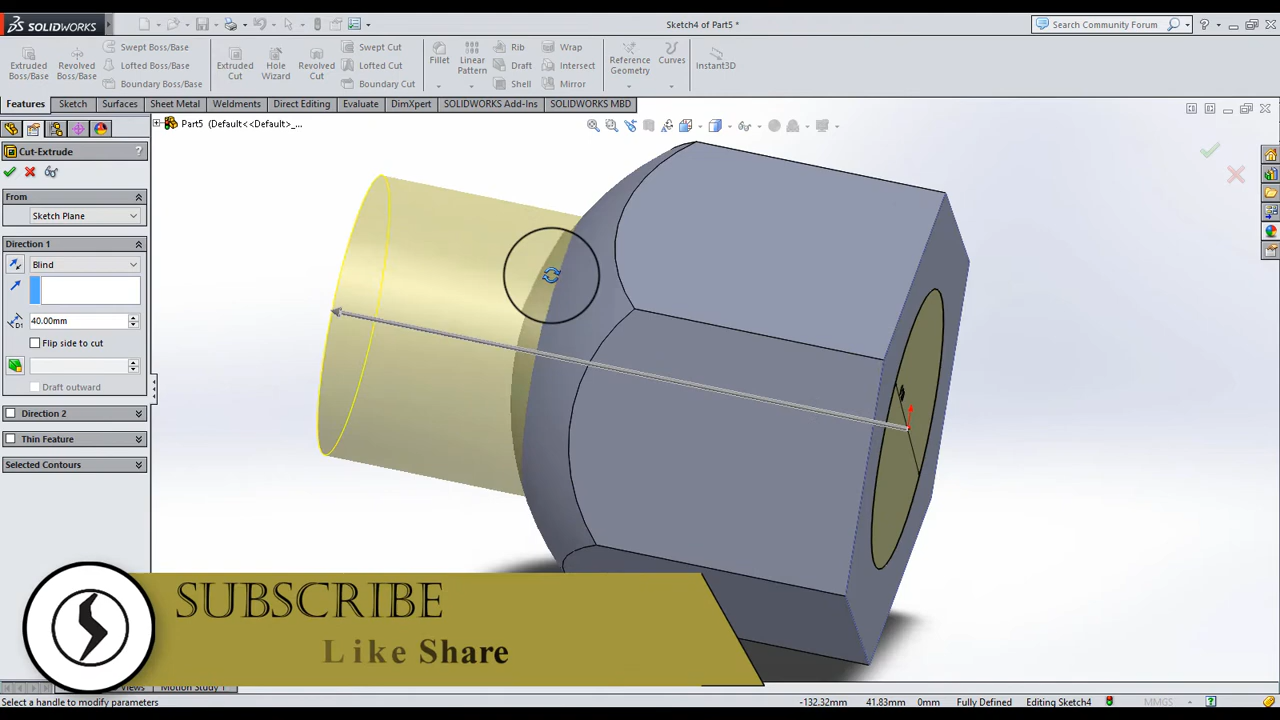 SOLIDWORKS
Sketch4 of Part5 *
Search Community Forum
Extruded Boss/Base
Revolved Boss/Base
Swept Boss/Base
Lofted Boss/Base
Boundary Boss/Base
Extruded Cut
Hole Wizard
Revolved Cut
Swept Cut
Lofted Cut
Boundary Cut
Fillet
Linear Pattern
Rib
Draft
Shell
Wrap
Intersect
Mirror
Reference Geometry
Curves
Instant3D
Features
Sketch
Surfaces
Sheet Metal
Weldments
Direct Editing
Evaluate
DimXpert
SOLIDWORKS Add-Ins
SOLIDWORKS MBD
Part5 (Default<<Default>_...
Cut-Extrude
?
From
Sketch Plane
Direction 1
Blind
D1
40.00mm
Flip side to cut
Draft outward
Direction 2
Thin Feature
Selected Contours
SUBSCRIBE
Like Share
Views
Motion Study 1
Select a handle to modify parameters
-132.32mm
41.83mm
0mm
Fully Defined
Editing Sketch4
MMGS